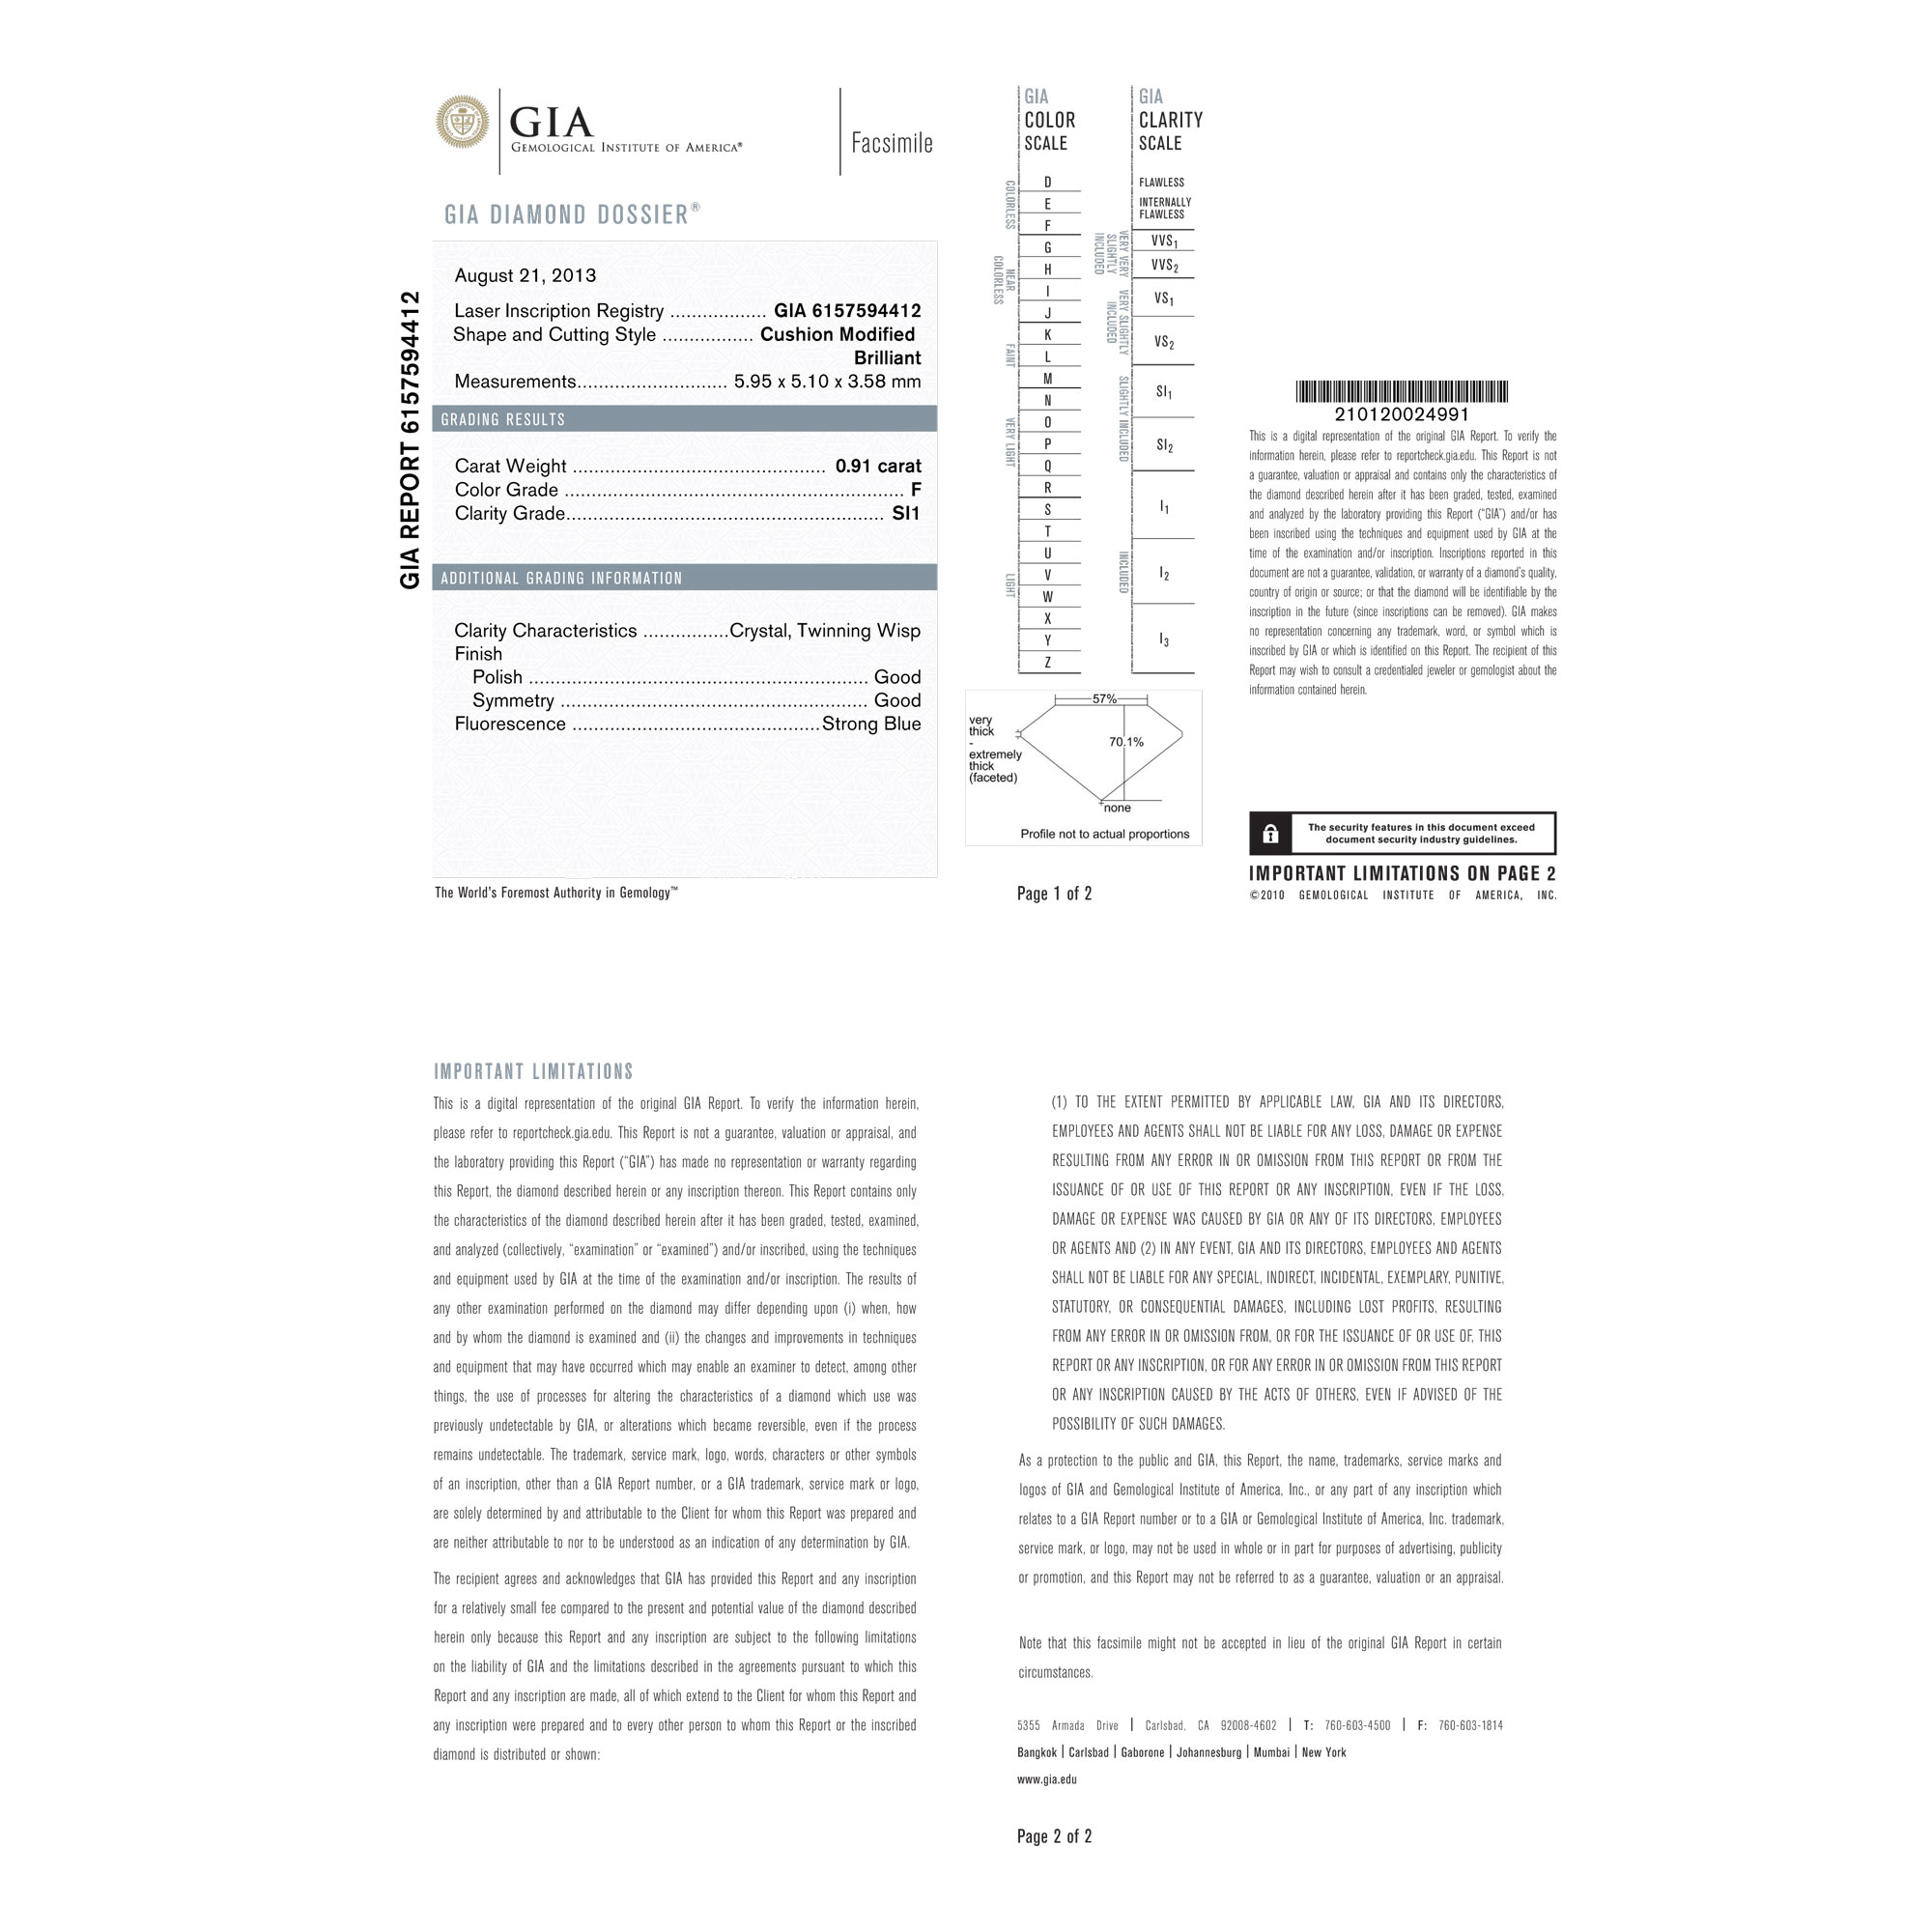 GIA
GEMOLOGICAL INSTITUTE OF AMERICA®
Facsimile
GIA DIAMOND DOSSIER®
GIA REPORT 6157594412
August 21, 2013
Laser Inscription Registry .................. GIA 6157594412
Shape and Cutting Style ................. Cushion Modified
Brilliant
Measurements............................ 5.95 x 5.10 x 3.58 mm
GRADING RESULTS
Carat Weight ................................................ 0.91 carat
Color Grade ................................................................ F
Clarity Grade............................................................ SI1
ADDITIONAL GRADING INFORMATION
Clarity Characteristics ................Crystal, Twinning Wisp
Finish
Polish ................................................................ Good
Symmetry .......................................................... Good
Fluorescence ...............................................Strong Blue
The World's Foremost Authority in Gemology™
GIA
COLOR
SCALE
COLORLESS
D
E
F
NEAR
COLORLESS
G
H
I
J
FAINT
K
L
M
VERY LIGHT
N
O
P
Q
R
LIGHT
S
T
U
V
W
X
Y
Z
GIA
CLARITY
SCALE
FLAWLESS
INTERNALLY
FLAWLESS
VERY VERY
SLIGHTLY
INCLUDED
VVS1
VVS2
VERY SLIGHTLY
INCLUDED
VS1
VS2
SLIGHTLY INCLUDED
SI1
SI2
INCLUDED
I1
I2
I3
57%
very
thick
-
extremely
thick
(faceted)
70.1%
none
Profile not to actual proportions
Page 1 of 2
210120024991
This is a digital representation of the original GIA Report. To verify the
information herein, please refer to reportcheck.gia.edu. This Report is not
a guarantee, valuation or appraisal and contains only the characteristics of
the diamond described herein after it has been graded, tested, examined
and analyzed by the laboratory providing this Report ("GIA") and/or has
been inscribed using the techniques and equipment used by GIA at the
time of the examination and/or inscription. Inscriptions reported in this
document are not a guarantee, validation, or warranty of a diamond's quality,
country of origin or source; or that the diamond will be identifiable by the
inscription in the future (since inscriptions can be removed). GIA makes
no representation concerning any trademark, word, or symbol which is
inscribed by GIA or which is identified on this Report. The recipient of this
Report may wish to consult a credentialed jeweler or gemologist about the
information contained herein.
The security features in this document exceed
document security industry guidelines.
IMPORTANT LIMITATIONS ON PAGE 2
©2010 GEMOLOGICAL INSTITUTE OF AMERICA, INC.
IMPORTANT LIMITATIONS
This is a digital representation of the original GIA Report. To verify the information herein,
please refer to reportcheck.gia.edu. This Report is not a guarantee, valuation or appraisal, and
the laboratory providing this Report ("GIA") has made no representation or warranty regarding
this Report, the diamond described herein or any inscription thereon. This Report contains only
the characteristics of the diamond described herein after it has been graded, tested, examined,
and analyzed (collectively, "examination" or "examined") and/or inscribed, using the techniques
and equipment used by GIA at the time of the examination and/or inscription. The results of
any other examination performed on the diamond may differ depending upon (i) when, how
and by whom the diamond is examined and (ii) the changes and improvements in techniques
and equipment that may have occurred which may enable an examiner to detect, among other
things, the use of processes for altering the characteristics of a diamond which use was
previously undetectable by GIA, or alterations which became reversible, even if the process
remains undetectable. The trademark, service mark, logo, words, characters or other symbols
of an inscription, other than a GIA Report number, or a GIA trademark, service mark or logo,
are solely determined by and attributable to the Client for whom this Report was prepared and
are neither attributable to nor to be understood as an indication of any determination by GIA.
The recipient agrees and acknowledges that GIA has provided this Report and any inscription
for a relatively small fee compared to the present and potential value of the diamond described
herein only because this Report and any inscription are subject to the following limitations
on the liability of GIA and the limitations described in the agreements pursuant to which this
Report and any inscription are made, all of which extend to the Client for whom this Report and
any inscription were prepared and to every other person to whom this Report or the inscribed
diamond is distributed or shown:
(1) TO THE EXTENT PERMITTED BY APPLICABLE LAW, GIA AND ITS DIRECTORS,
EMPLOYEES AND AGENTS SHALL NOT BE LIABLE FOR ANY LOSS, DAMAGE OR EXPENSE
RESULTING FROM ANY ERROR IN OR OMISSION FROM THIS REPORT OR FROM THE
ISSUANCE OF OR USE OF THIS REPORT OR ANY INSCRIPTION, EVEN IF THE LOSS,
DAMAGE OR EXPENSE WAS CAUSED BY GIA OR ANY OF ITS DIRECTORS, EMPLOYEES
OR AGENTS AND (2) IN ANY EVENT, GIA AND ITS DIRECTORS, EMPLOYEES AND AGENTS
SHALL NOT BE LIABLE FOR ANY SPECIAL, INDIRECT, INCIDENTAL, EXEMPLARY, PUNITIVE,
STATUTORY, OR CONSEQUENTIAL DAMAGES, INCLUDING LOST PROFITS, RESULTING
FROM ANY ERROR IN OR OMISSION FROM, OR FOR THE ISSUANCE OF OR USE OF, THIS
REPORT OR ANY INSCRIPTION, OR FOR ANY ERROR IN OR OMISSION FROM THIS REPORT
OR ANY INSCRIPTION CAUSED BY THE ACTS OF OTHERS, EVEN IF ADVISED OF THE
POSSIBILITY OF SUCH DAMAGES.
As a protection to the public and GIA, this Report, the name, trademarks, service marks and
logos of GIA and Gemological Institute of America, Inc., or any part of any inscription which
relates to a GIA Report number or to a GIA or Gemological Institute of America, Inc. trademark,
service mark, or logo, may not be used in whole or in part for purposes of advertising, publicity
or promotion, and this Report may not be referred to as a guarantee, valuation or an appraisal.
Note that this facsimile might not be accepted in lieu of the original GIA Report in certain
circumstances.
5355 Armada Drive | Carlsbad, CA 92008-4602 | T: 760-603-4500 | F: 760-603-1814
Bangkok | Carlsbad | Gaborone | Johannesburg | Mumbai | New York
www.gia.edu
Page 2 of 2